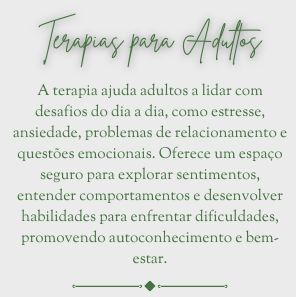 Terapias para Adultos
A terapia ajuda adultos a lidar com
desafios do dia a dia, como estresse,
ansiedade, problemas de relacionamento e
questões emocionais. Oferece um espaço
seguro para explorar sentimentos,
entender comportamentos e desenvolver
habilidades para enfrentar dificuldades,
promovendo autoconhecimento e bem-
estar.